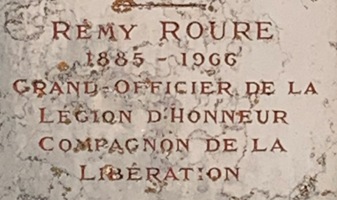 RÉMY ROURE
1885 - 1966
GRAND-OFFICIER DE LA
LÉGION D'HONNEUR
COMPAGNON DE LA
LIBÉRATION